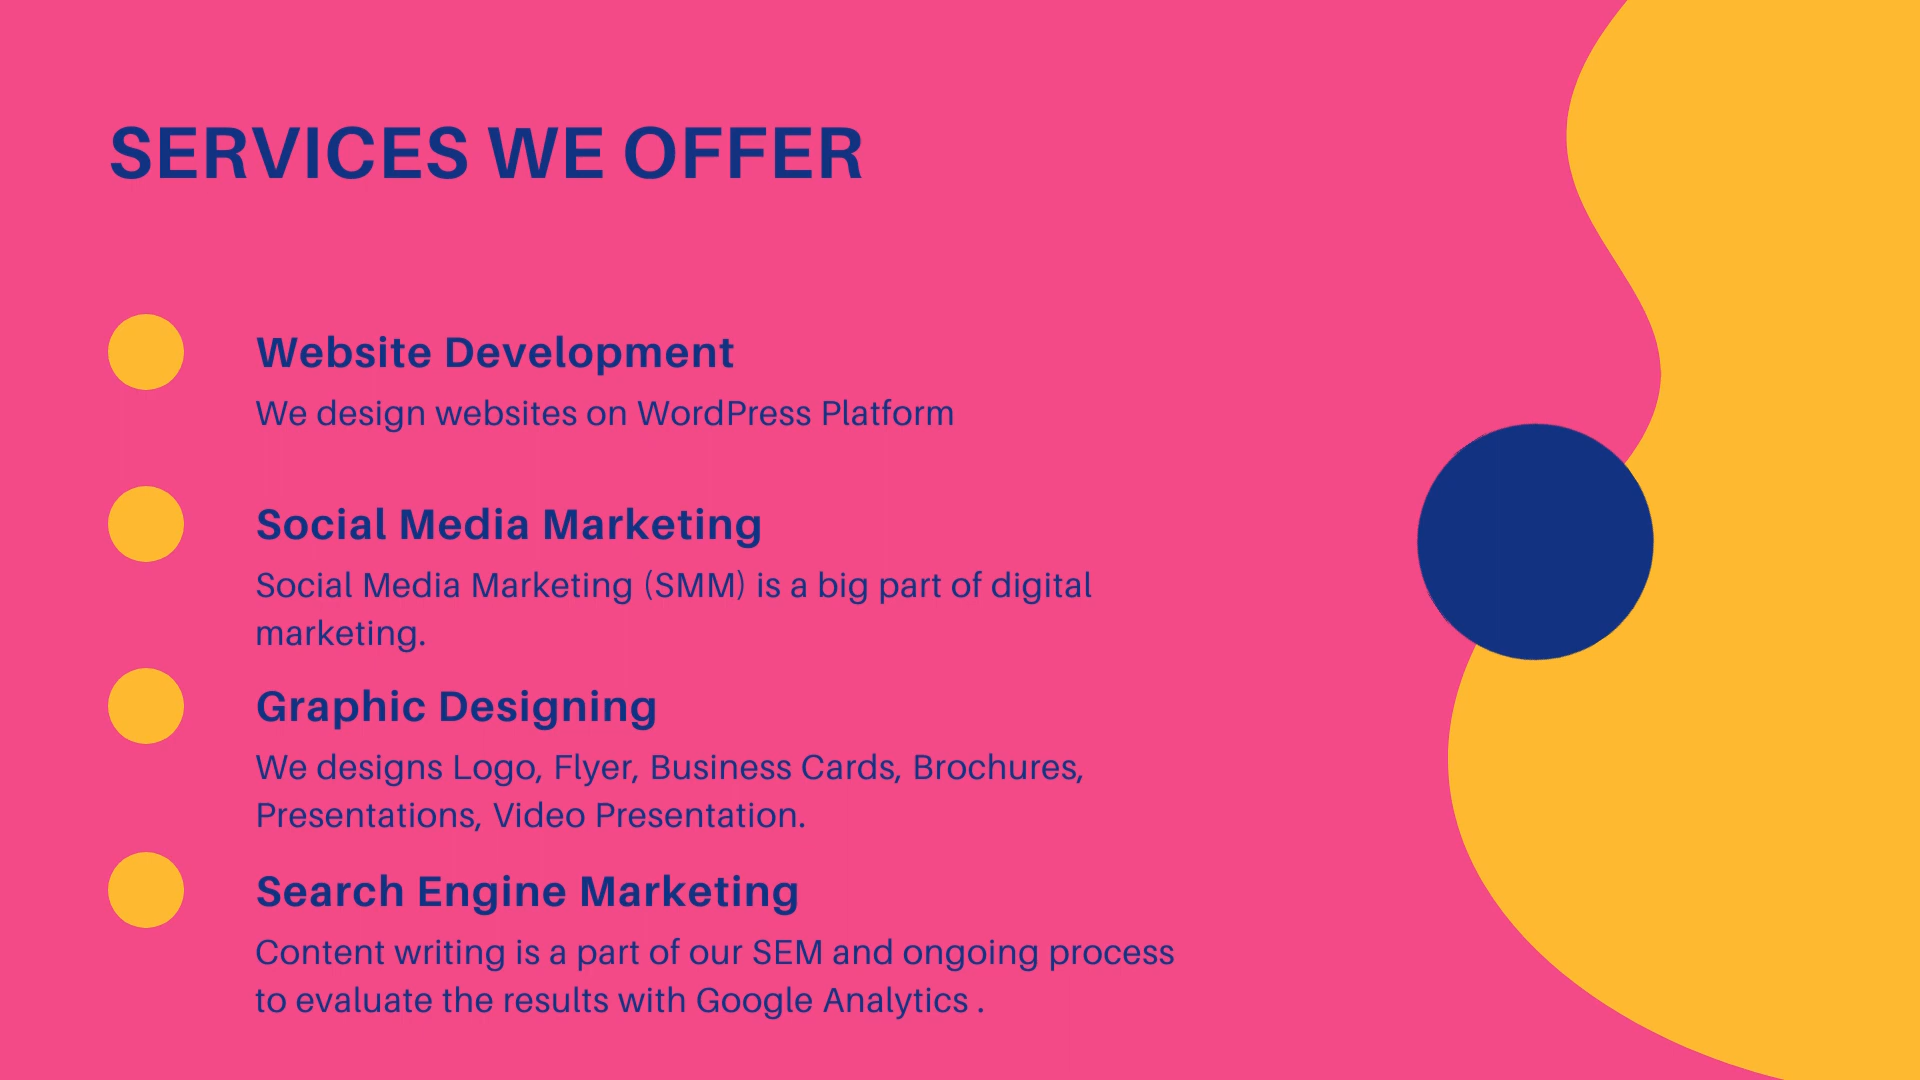 SERVICES WE OFFER
Website Development
We design websites on WordPress Platform
Social Media Marketing
Social Media Marketing (SMM) is a big part of digital
marketing.
Graphic Designing
We designs Logo, Flyer, Business Cards, Brochures,
Presentations, Video Presentation.
Search Engine Marketing
Content writing is a part of our SEM and ongoing process
to evaluate the results with Google Analytics .